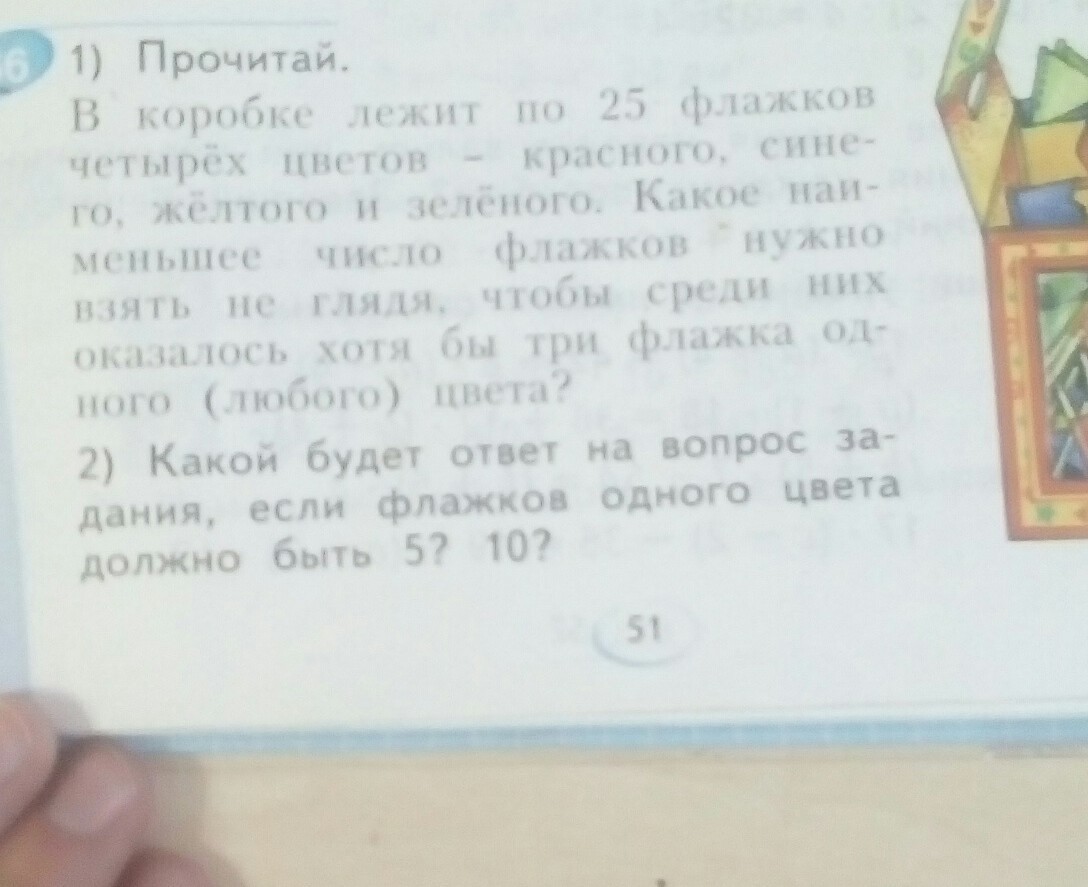 6 1) Прочитай.
В коробке лежит по 25 флажков
четырёх цветов – красного, сине-
го, жёлтого и зелёного. Какое наи-
меньшее число флажков нужно
взять не глядя, чтобы среди них
оказалось хотя бы три флажка од-
ного (любого) цвета?
2) Какой будет ответ на вопрос за-
дания, если флажков одного цвета
должно быть 5? 10?
51